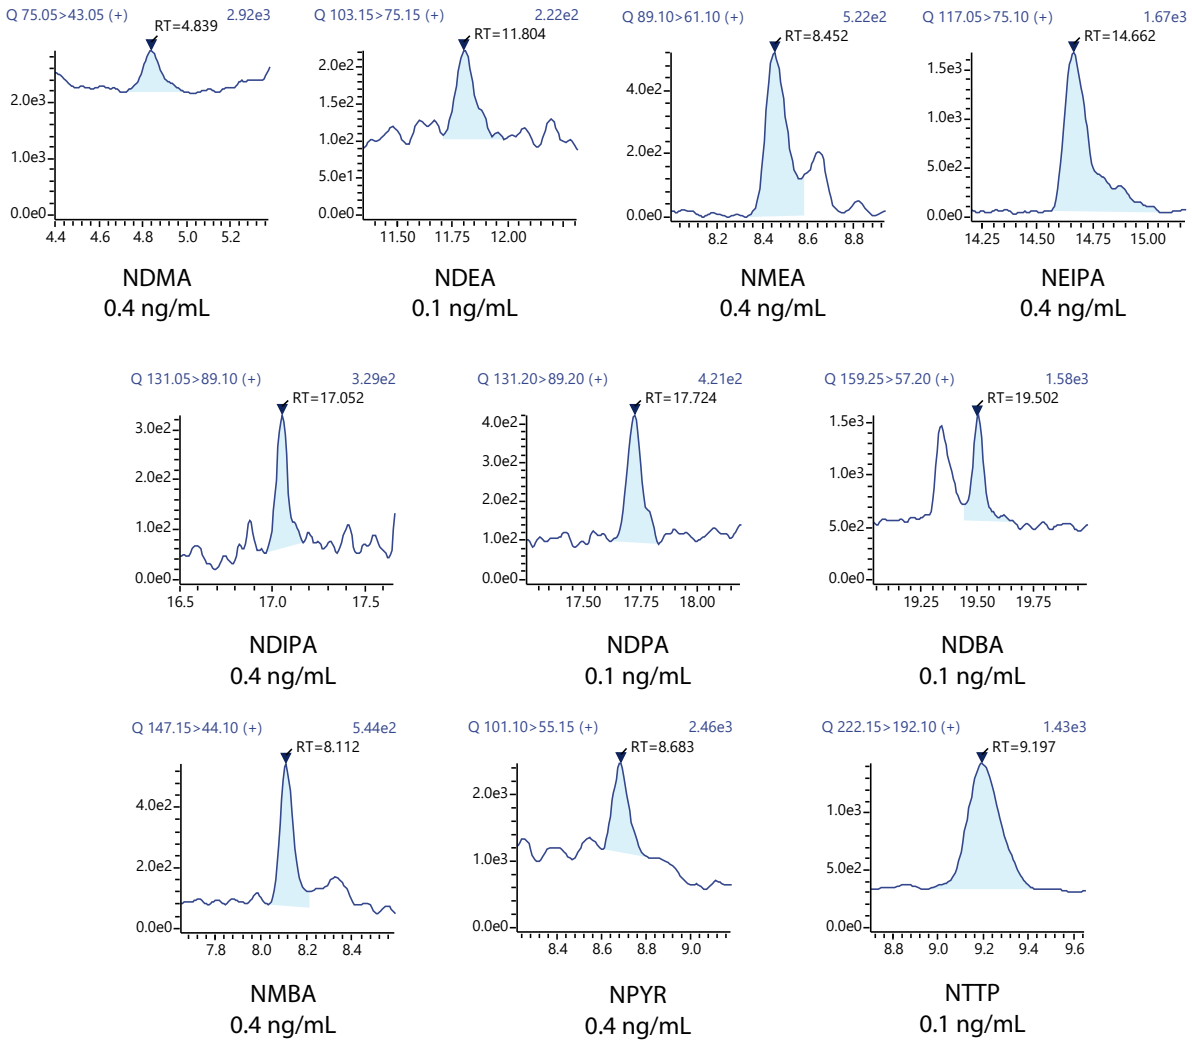 Q 75.05>43.05 (+) 2.92e3
RT=4.839
2.0e3
1.0e3
0.0e0
4.4 4.6 4.8 5.0 5.2
NDMA
0.4 ng/mL
Q 103.15>75.15 (+) 2.22e2
RT=11.804
2.0e2
1.5e2
1.0e2
5.0e1
0.0e0
11.50 11.75 12.00
NDEA
0.1 ng/mL
Q 89.10>61.10 (+) 5.22e2
RT=8.452
4.0e2
2.0e2
0.0e0
8.2 8.4 8.6 8.8
NMEA
0.4 ng/mL
Q 117.05>75.10 (+) 1.67e3
RT=14.662
1.5e3
1.0e3
5.0e2
0.0e0
14.25 14.50 14.75 15.00
NEIPA
0.4 ng/mL
Q 131.05>89.10 (+) 3.29e2
RT=17.052
3.0e2
2.0e2
1.0e2
0.0e0
16.5 17.0 17.5
NDIPA
0.4 ng/mL
Q 131.20>89.20 (+) 4.21e2
RT=17.724
4.0e2
3.0e2
2.0e2
1.0e2
0.0e0
17.50 17.75 18.00
NDPA
0.1 ng/mL
Q 159.25>57.20 (+) 1.58e3
RT=19.502
1.5e3
1.0e3
5.0e2
0.0e0
19.25 19.50 19.75
NDBA
0.1 ng/mL
Q 147.15>44.10 (+) 5.44e2
RT=8.112
4.0e2
2.0e2
0.0e0
7.8 8.0 8.2 8.4
NMBA
0.4 ng/mL
Q 101.10>55.15 (+) 2.46e3
RT=8.683
2.0e3
1.0e3
0.0e0
8.4 8.6 8.8 9.0
NPYR
0.4 ng/mL
Q 222.15>192.10 (+) 1.43e3
RT=9.197
1.0e3
5.0e2
0.0e0
8.8 9.0 9.2 9.4 9.6
NTTP
0.1 ng/mL